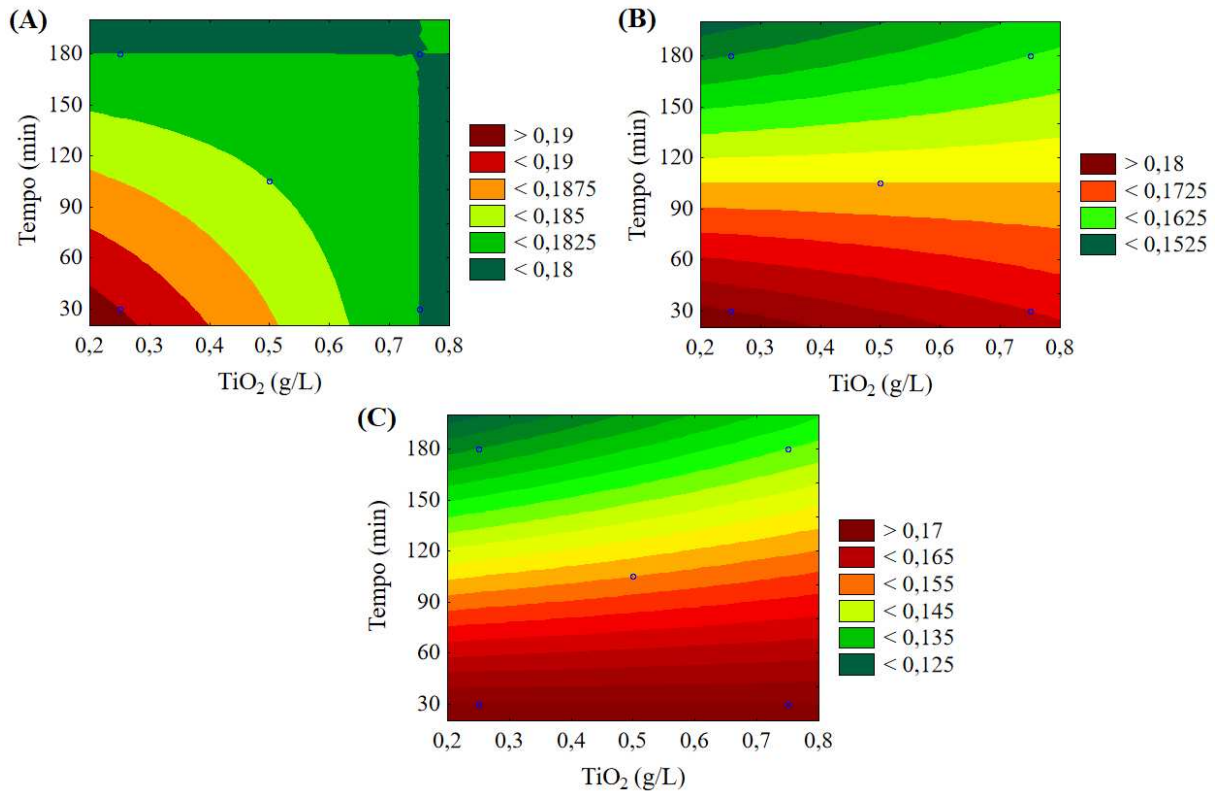 (A)
Tempo (min)
180
150
120
90
60
30
0,2 0,3 0,4 0,5 0,6 0,7 0,8
TiO2 (g/L)
> 0,19
< 0,19
< 0,1875
< 0,185
< 0,1825
< 0,18
(B)
Tempo (min)
180
150
120
90
60
30
0,2 0,3 0,4 0,5 0,6 0,7 0,8
TiO2 (g/L)
> 0,18
< 0,1725
< 0,1625
< 0,1525
(C)
Tempo (min)
180
150
120
90
60
30
0,2 0,3 0,4 0,5 0,6 0,7 0,8
TiO2 (g/L)
> 0,17
< 0,165
< 0,155
< 0,145
< 0,135
< 0,125